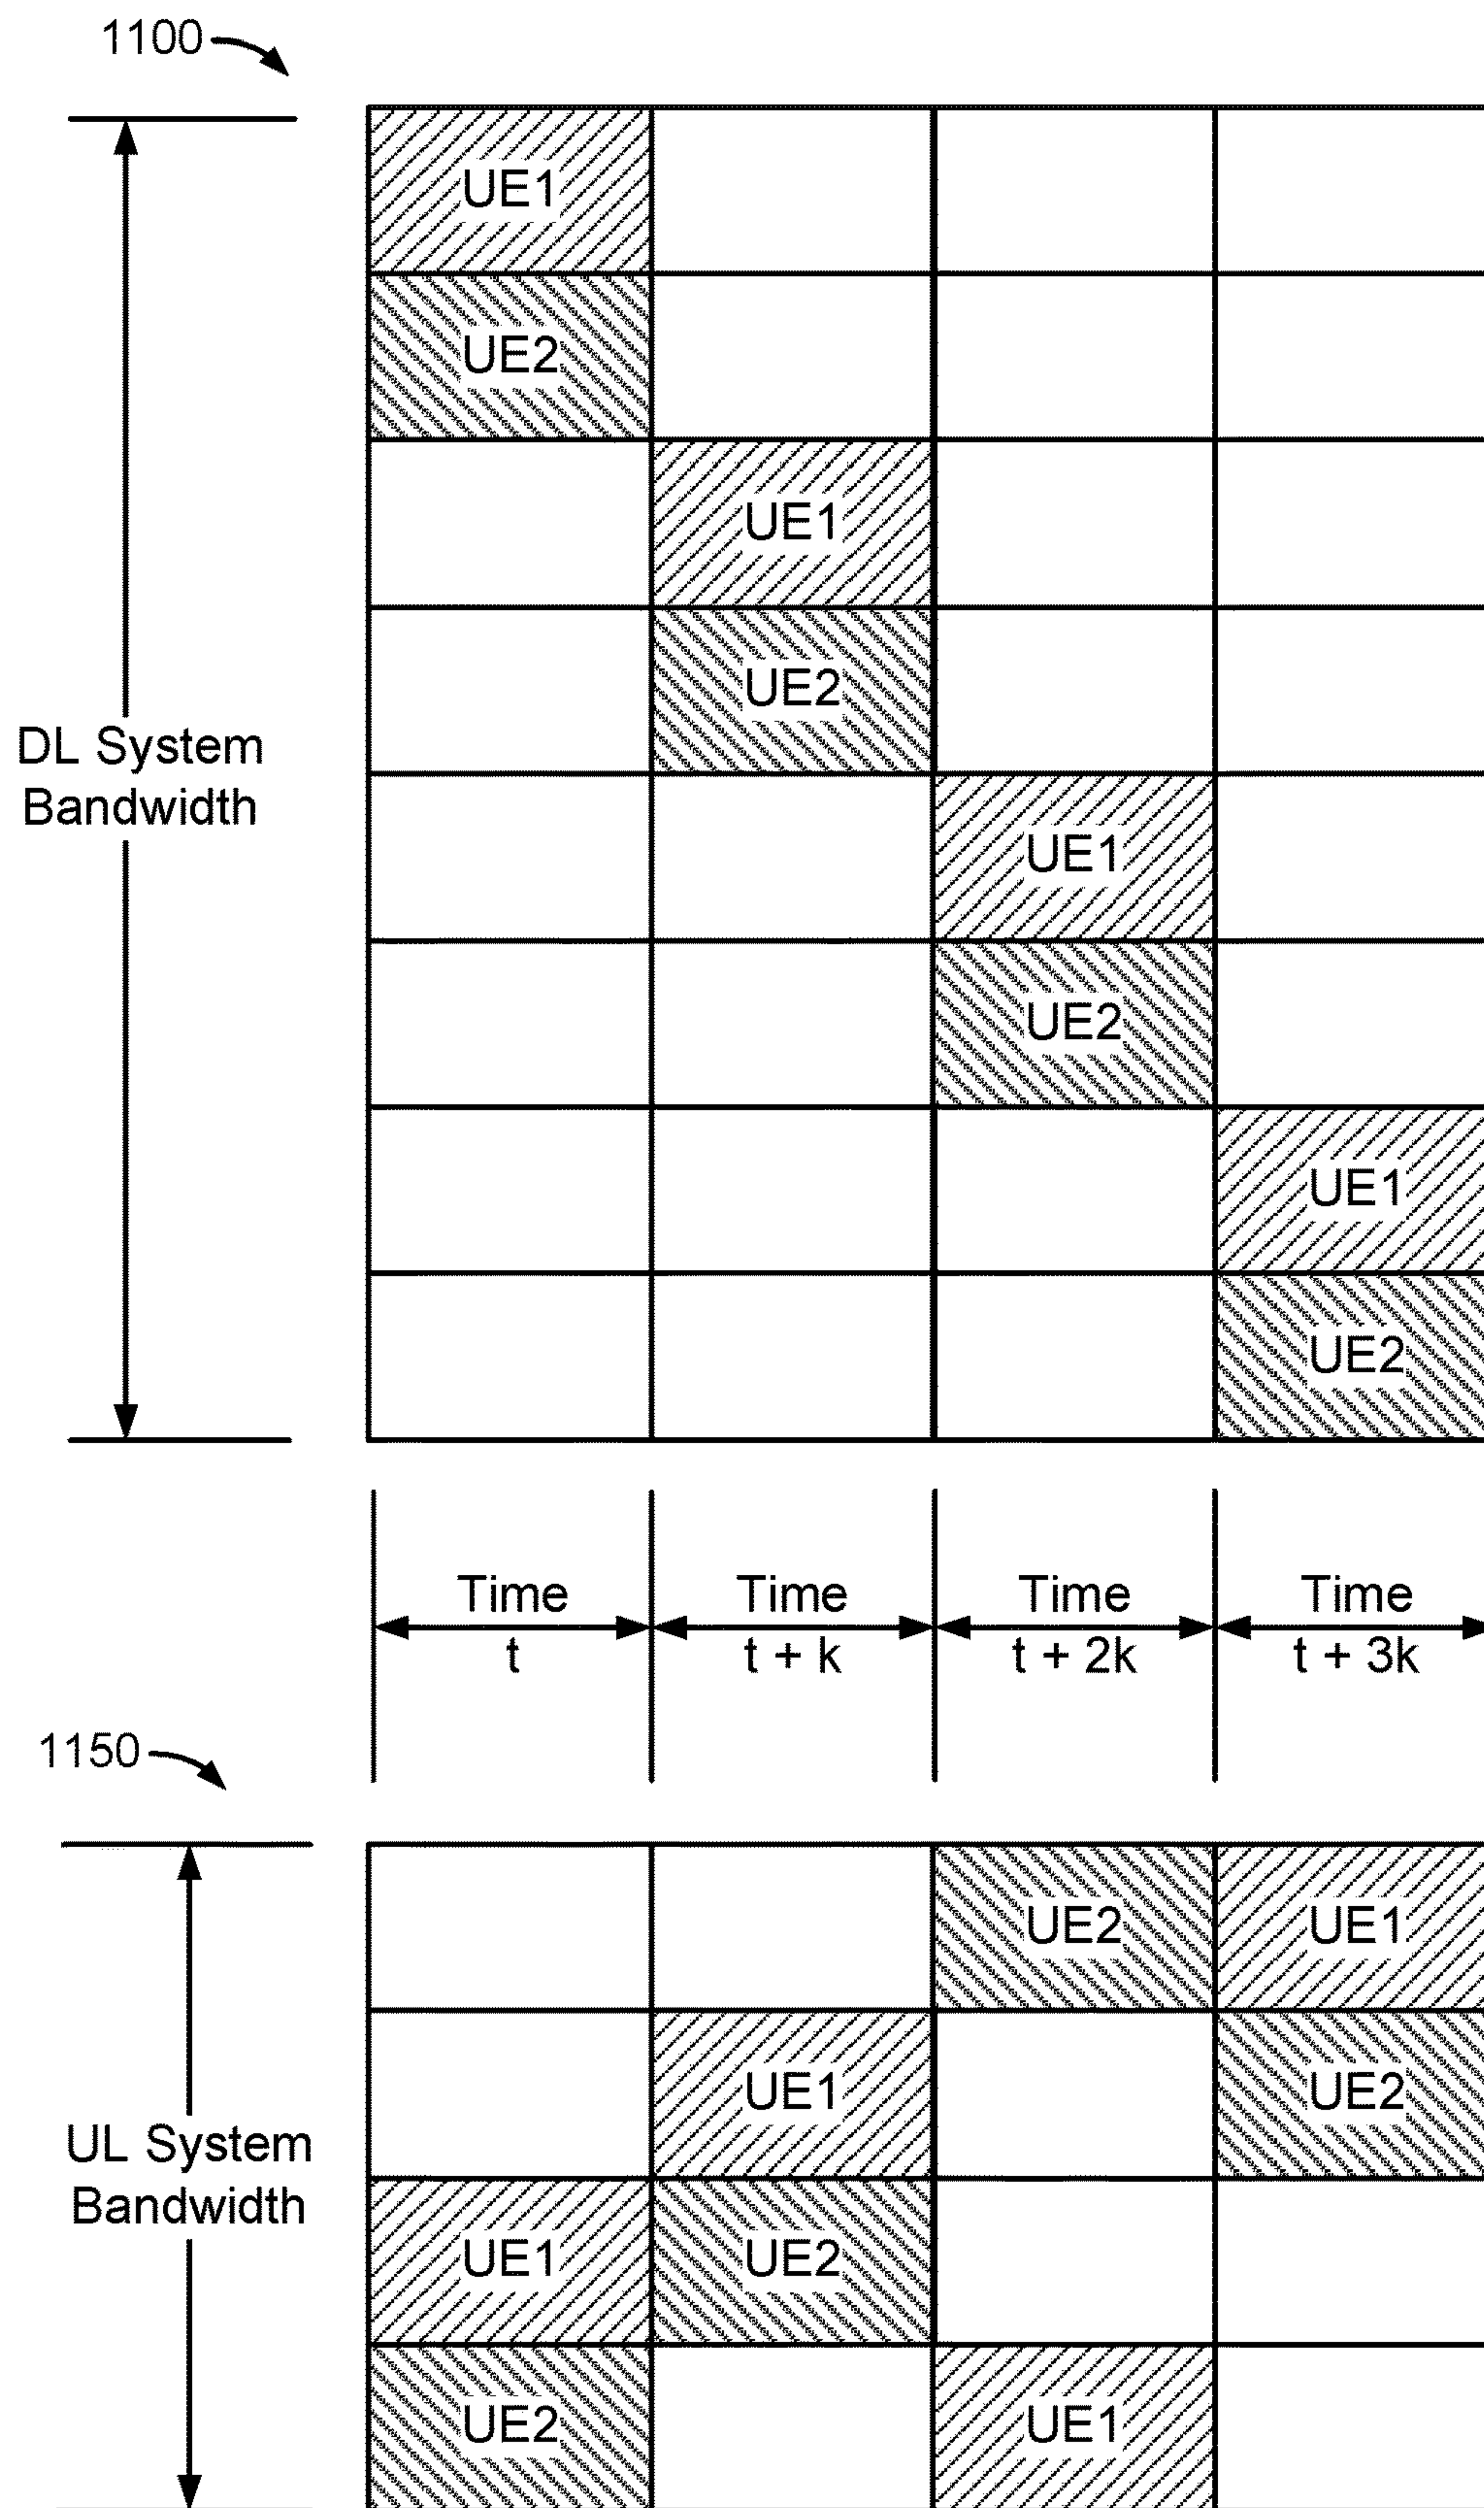 1100
UE1
UE2
UE1
UE2
DL System
Bandwidth
UE1
UE2
UE1
UE2
Time Time Time Time
t t + k t + 2k t + 3k
1150
UE2 UE1
UE1 UE2
UL System
Bandwidth
UE1 UE2
UE2 UE1